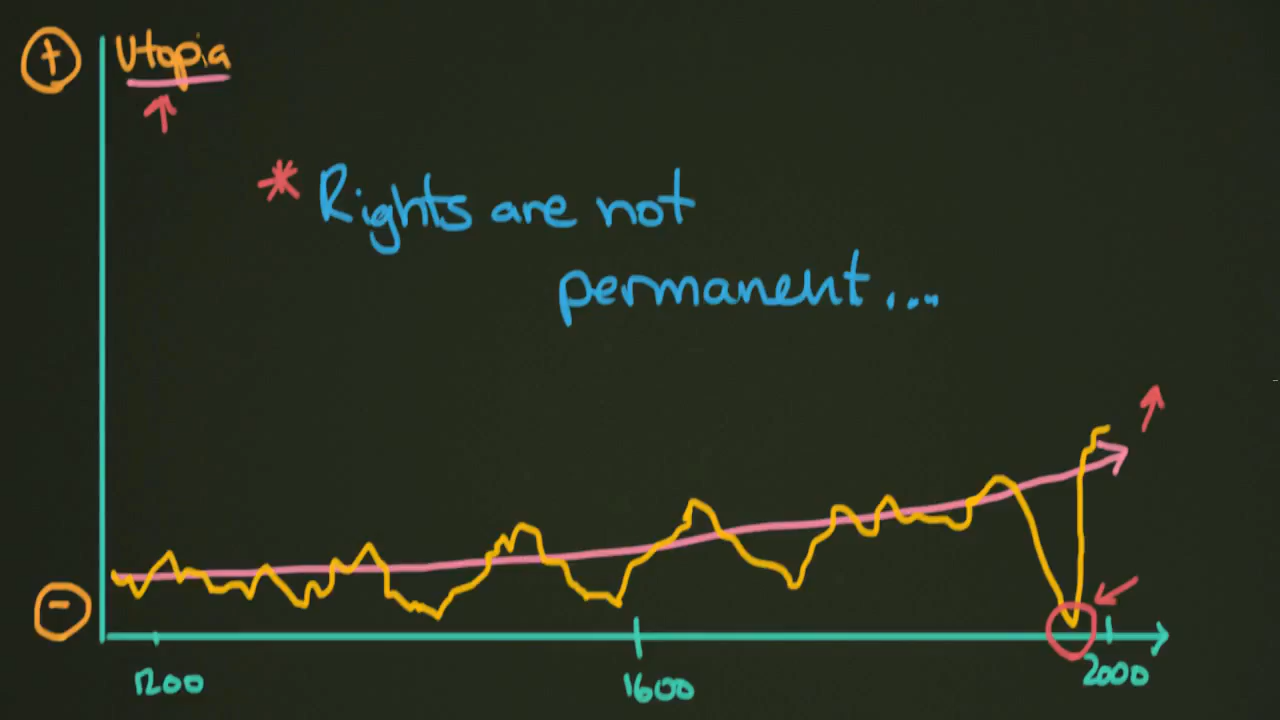 + Utopia
* Rights are not
permanent...
-
1200 1600 2000